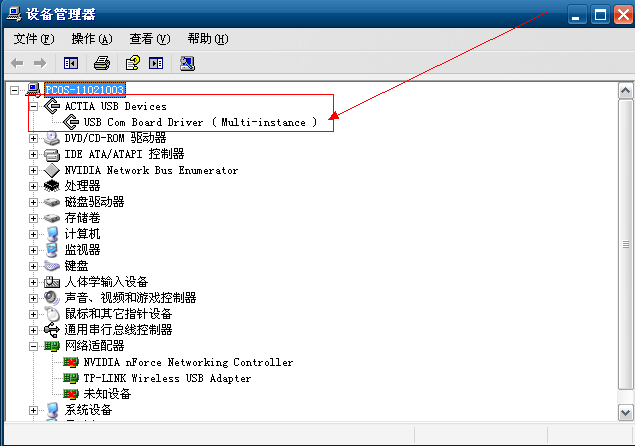 设备管理器
文件(F) 操作(A) 查看(V) 帮助(H)
PCOS-11021003
ACTIA USB Devices
USB Com Board Driver ( Multi-instance )
DVD/CD-ROM 驱动器
IDE ATA/ATAPI 控制器
NVIDIA Network Bus Enumerator
处理器
磁盘驱动器
存储卷
计算机
监视器
键盘
人体学输入设备
声音、视频和游戏控制器
鼠标和其它指针设备
通用串行总线控制器
网络适配器
NVIDIA nForce Networking Controller
TP-LINK Wireless USB Adapter
未知设备
系统设备